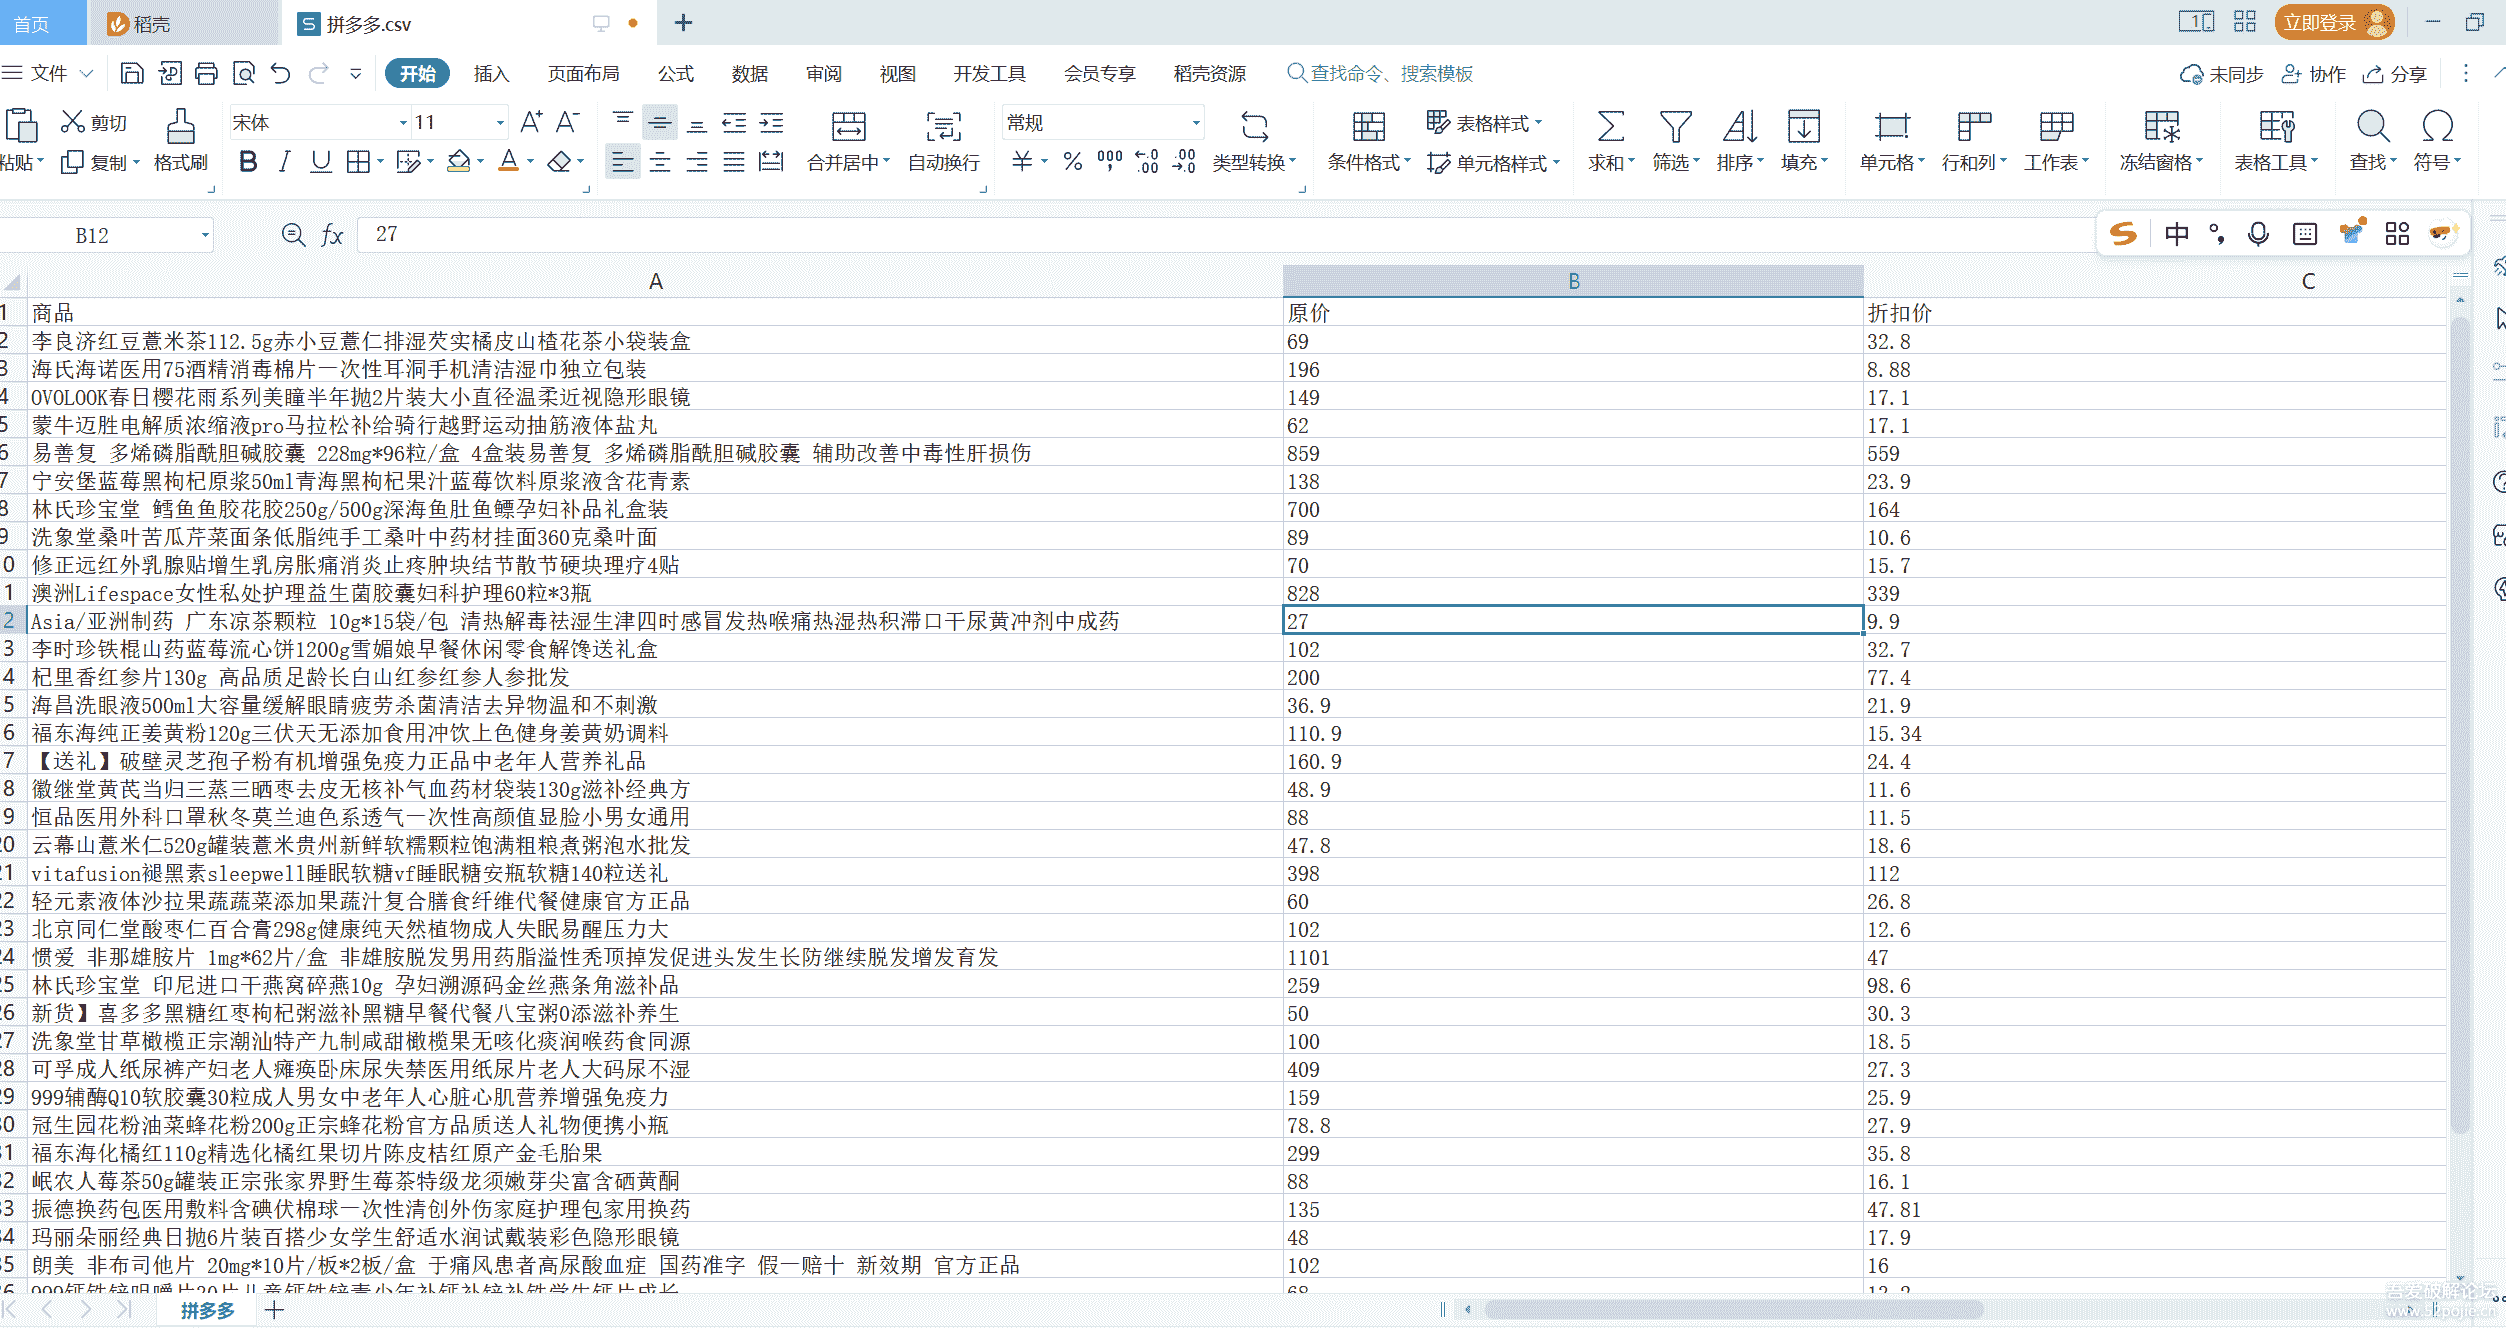 首页 稻壳 S 拼多多.csv + 立即登录
文件 开始 插入 页面布局 公式 数据 审阅 视图 开发工具 会员专享 稻壳资源 查找命令、搜索模板 未同步 协作 分享
剪切 宋体 11 A+ A- 常规 表格样式
粘贴 复制 格式刷 B I U A 合并居中 自动换行 ¥ % 000 类型转换 条件格式 单元格样式 求和 筛选 排序 填充 单元格 行和列 工作表 冻结窗格 表格工具 查找 符号
B12 fx 27 中
A B C
1 商品 原价 折扣价
2 李良济红豆薏米茶112.5g赤小豆薏仁排湿芡实橘皮山楂花茶小袋装盒 69 32.8
3 海氏海诺医用75酒精消毒棉片一次性耳洞手机清洁湿巾独立包装 196 8.88
4 OVOLOOK春日樱花雨系列美瞳半年抛2片装大小直径温柔近视隐形眼镜 149 17.1
5 蒙牛迈胜电解质浓缩液pro马拉松补给骑行越野运动抽筋液体盐丸 62 17.1
6 易善复 多烯磷脂酰胆碱胶囊 228mg*96粒/盒 4盒装易善复 多烯磷脂酰胆碱胶囊 辅助改善中毒性肝损伤 859 559
7 宁安堡蓝莓黑枸杞原浆50ml青海黑枸杞果汁蓝莓饮料原浆液含花青素 138 23.9
8 林氏珍宝堂 鳕鱼鱼胶花胶250g/500g深海鱼肚鱼鳔孕妇补品礼盒装 700 164
9 洗象堂桑叶苦瓜芹菜面条低脂纯手工桑叶中药材挂面360克桑叶面 89 10.6
0 修正远红外乳腺贴增生乳房胀痛消炎止疼肿块结节散节硬块理疗4贴 70 15.7
1 澳洲Lifespace女性私处护理益生菌胶囊妇科护理60粒*3瓶 828 339
2 Asia/亚洲制药 广东凉茶颗粒 10g*15袋/包 清热解毒祛湿生津四时感冒发热喉痛热湿热积滞口干尿黄冲剂中成药 27 9.9
3 李时珍铁棍山药蓝莓流心饼1200g雪媚娘早餐休闲零食解馋送礼盒 102 32.7
4 杞里香红参片130g 高品质足龄长白山红参红参人参批发 200 77.4
5 海昌洗眼液500ml大容量缓解眼睛疲劳杀菌清洁去异物温和不刺激 36.9 21.9
6 福东海纯正姜黄粉120g三伏天无添加食用冲饮上色健身姜黄奶调料 110.9 15.34
7 【送礼】破壁灵芝孢子粉有机增强免疫力正品中老年人营养礼品 160.9 24.4
8 徽继堂黄芪当归三蒸三晒枣去皮无核补气血药材袋装130g滋补经典方 48.9 11.6
9 恒品医用外科口罩秋冬莫兰迪色系透气一次性高颜值显脸小男女通用 88 11.5
20 云幕山薏米仁520g罐装薏米贵州新鲜软糯颗粒饱满粗粮煮粥泡水批发 47.8 18.6
21 vitafusion褪黑素sleepwell睡眠软糖vf睡眠糖安瓶软糖140粒送礼 398 112
22 轻元素液体沙拉果蔬蔬菜添加果蔬汁复合膳食纤维代餐健康官方正品 60 26.8
23 北京同仁堂酸枣仁百合膏298g健康纯天然植物成人失眠易醒压力大 102 12.6
24 惯爱 非那雄胺片 1mg*62片/盒 非雄胺脱发男用药脂溢性秃顶掉发促进头发生长防继续脱发增发育发 1101 47
25 林氏珍宝堂 印尼进口干燕窝碎燕10g 孕妇溯源码金丝燕条角滋补品 259 98.6
26 新货】喜多多黑糖红枣枸杞粥滋补黑糖早餐代餐八宝粥0添滋补养生 50 30.3
27 洗象堂甘草橄榄正宗潮汕特产九制咸甜橄榄果无咳化痰润喉药食同源 100 18.5
28 可孚成人纸尿裤产妇老人瘫痪卧床尿失禁医用纸尿片老人大码尿不湿 409 27.3
29 999辅酶Q10软胶囊30粒成人男女中老年人心脏心肌营养增强免疫力 159 25.9
30 冠生园花粉油菜蜂花粉200g正宗蜂花粉官方品质送人礼物便携小瓶 78.8 27.9
31 福东海化橘红110g精选化橘红果切片陈皮桔红原产金毛胎果 299 35.8
32 岷农人莓茶50g罐装正宗张家界野生莓茶特级龙须嫩芽尖富含硒黄酮 88 16.1
33 振德换药包医用敷料含碘伏棉球一次性清创外伤家庭护理包家用换药 135 47.81
34 玛丽朵丽经典日抛6片装百搭少女学生舒适水润试戴装彩色隐形眼镜 48 17.9
35 朗美 非布司他片 20mg*10片/板*2板/盒 于痛风患者高尿酸血症 国药准字 假一赔十 新效期 官方正品 102 16
拼多多
吾爱破解论坛
www.52pojie.cn